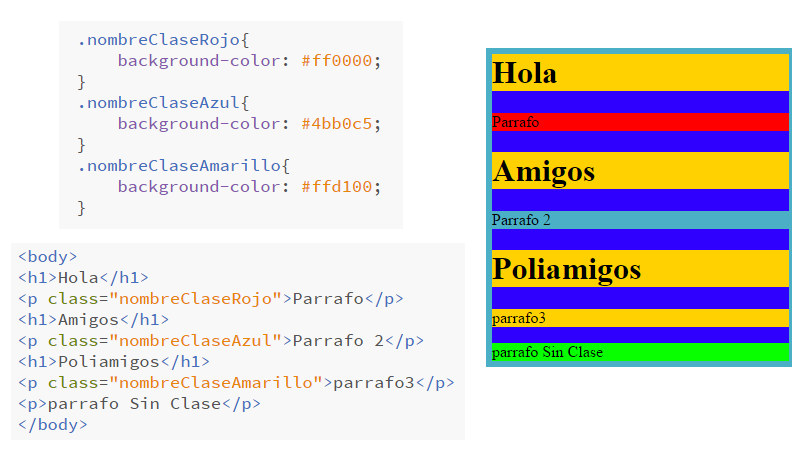 .nombreClaseRojo{
background-color: #ff0000;
}
.nombreClaseAzul{
background-color: #4bb0c5;
}
.nombreClaseAmarillo{
background-color: #ffd100;
}
<body>
<h1>Hola</h1>
<p class="nombreClaseRojo">Parrafo</p>
<h1>Amigos</h1>
<p class="nombreClaseAzul">Parrafo 2</p>
<h1>Poliamigos</h1>
<p class="nombreClaseAmarillo">parrafo3</p>
<p>parrafo Sin Clase</p>
</body>
Hola
Parrafo
Amigos
Parrafo 2
Poliamigos
parrafo3
parrafo Sin Clase